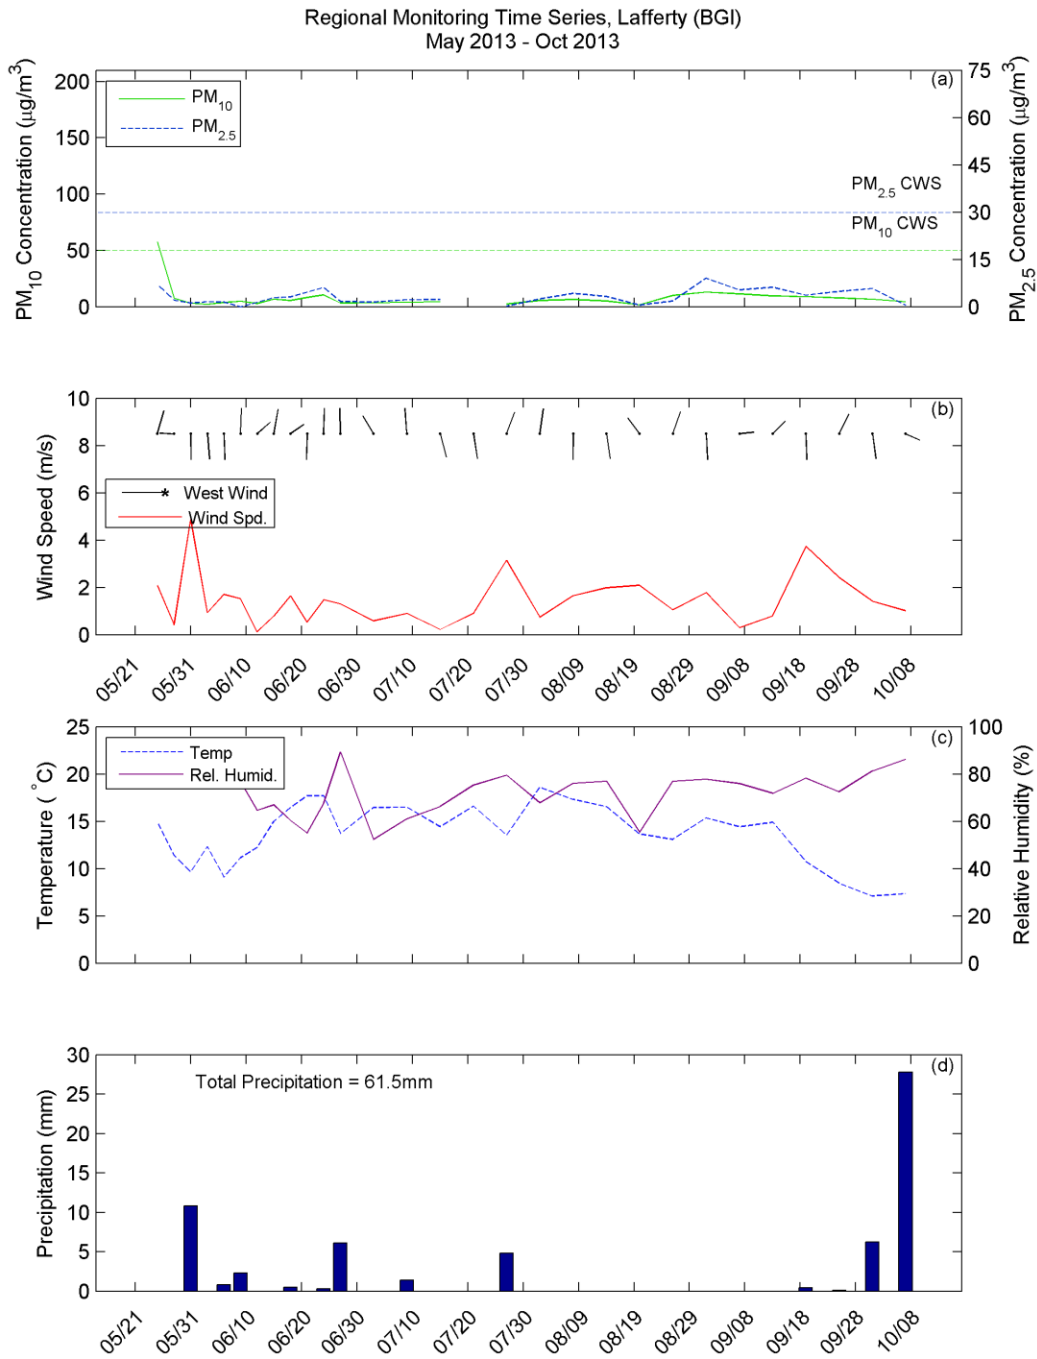 Regional Monitoring Time Series, Lafferty (BGI)
May 2013 - Oct 2013
PM10 Concentration (µg/m3)
200
150
100
50
0
(a)
PM10
PM2.5
PM2.5 CWS
PM10 CWS
75
60
45
30
15
0
PM2.5 Concentration (µg/m3)
Wind Speed (m/s)
10
8
6
4
2
0
(b)
West Wind
Wind Spd.
05/21 05/31 06/10 06/20 06/30 07/10 07/20 07/30 08/09 08/19 08/29 09/08 09/18 09/28 10/08
Temperature ( °C)
25
20
15
10
5
0
(c)
Temp
Rel. Humid.
100
80
60
40
20
0
Relative Humidity (%)
Precipitation (mm)
30
25
20
15
10
5
0
(d)
Total Precipitation = 61.5mm
05/21 05/31 06/10 06/20 06/30 07/10 07/20 07/30 08/09 08/19 08/29 09/08 09/18 09/28 10/08